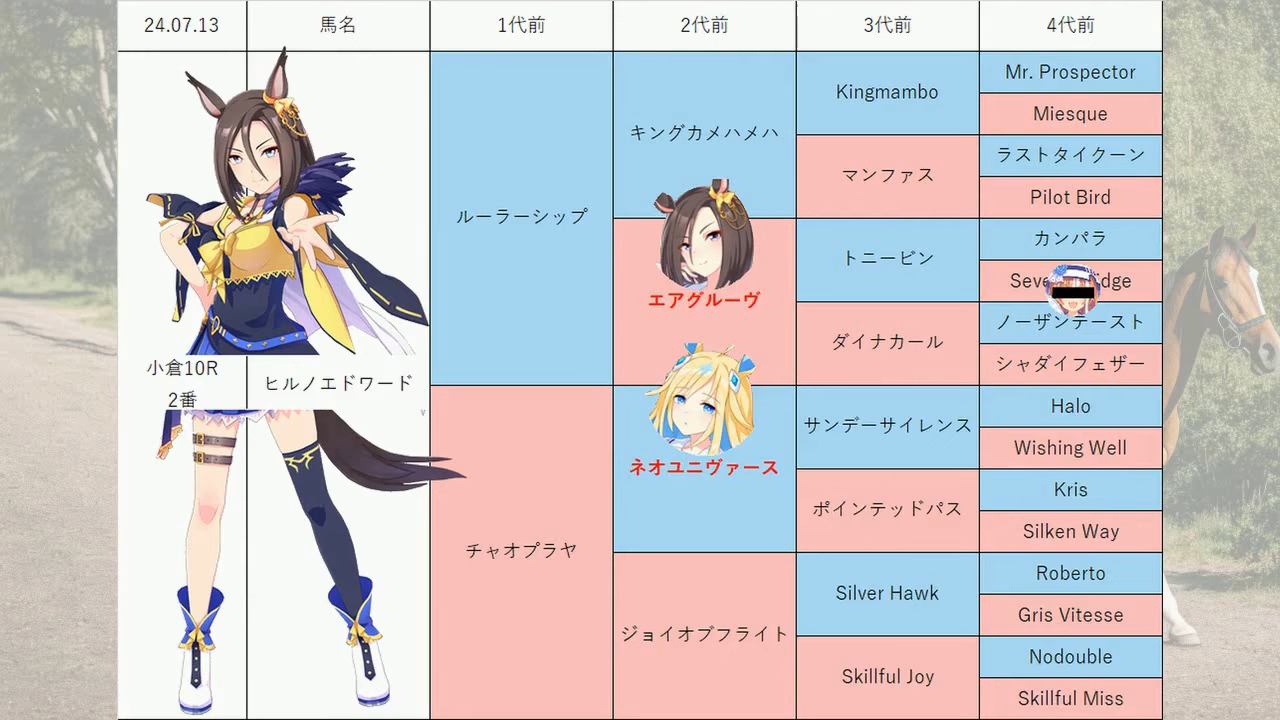 24.07.13
馬名
1代前
2代前
3代前
4代前
小倉10R
2番
ヒルノエドワード
ルーラーシップ
チャオプラヤ
キングカメハメハ
エアグルーヴ
ネオユニヴァース
ジョイオブフライト
Kingmambo
マンファス
トニービン
ダイナカール
サンデーサイレンス
ポインテッドパス
Silver Hawk
Skillful Joy
Mr. Prospector
Miesque
ラストタイクーン
Pilot Bird
カンパラ
ノーザンテースト
シャダイフェザー
Halo
Wishing Well
Kris
Silken Way
Roberto
Gris Vitesse
Nodouble
Skillful Miss